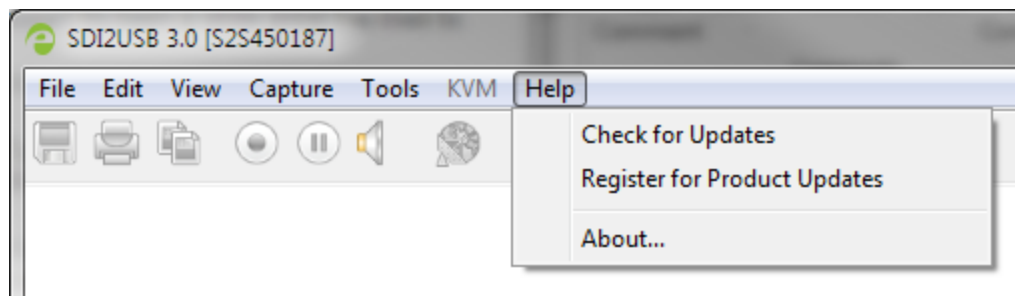 SDI2USB 3.0 [S2S450187]
File Edit View Capture Tools KVM Help
Check for Updates
Register for Product Updates
About...